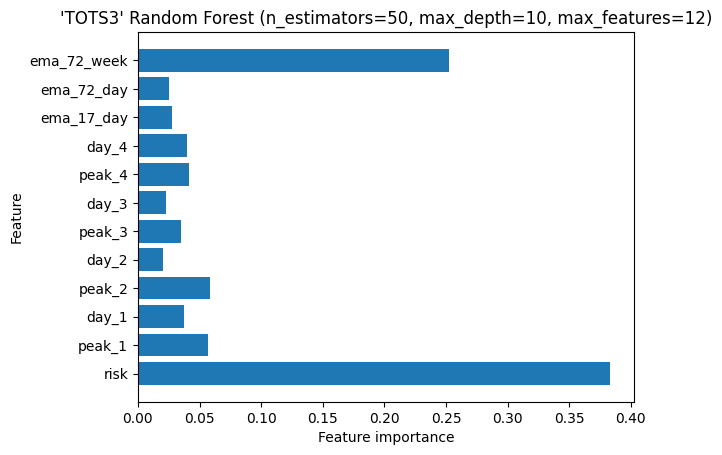 'TOTS3' Random Forest (n_estimators=50, max_depth=10, max_features=12)
Feature
ema_72_week
ema_72_day
ema_17_day
day_4
peak_4
day_3
peak_3
day_2
peak_2
day_1
peak_1
risk
0.00 0.05 0.10 0.15 0.20 0.25 0.30 0.35 0.40
Feature importance